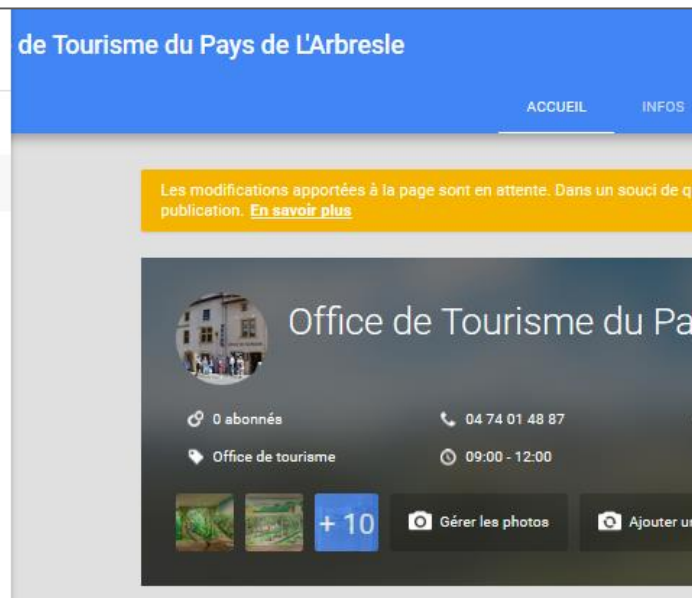 de Tourisme du Pays de L'Arbresle
ACCUEIL INFOS
Les modifications apportées à la page sont en attente. Dans un souci de q
publication. En savoir plus
Office de Tourisme du Pa
0 abonnés
04 74 01 48 87
Office de tourisme
09:00 - 12:00
+ 10
Gérer les photos
Ajouter un